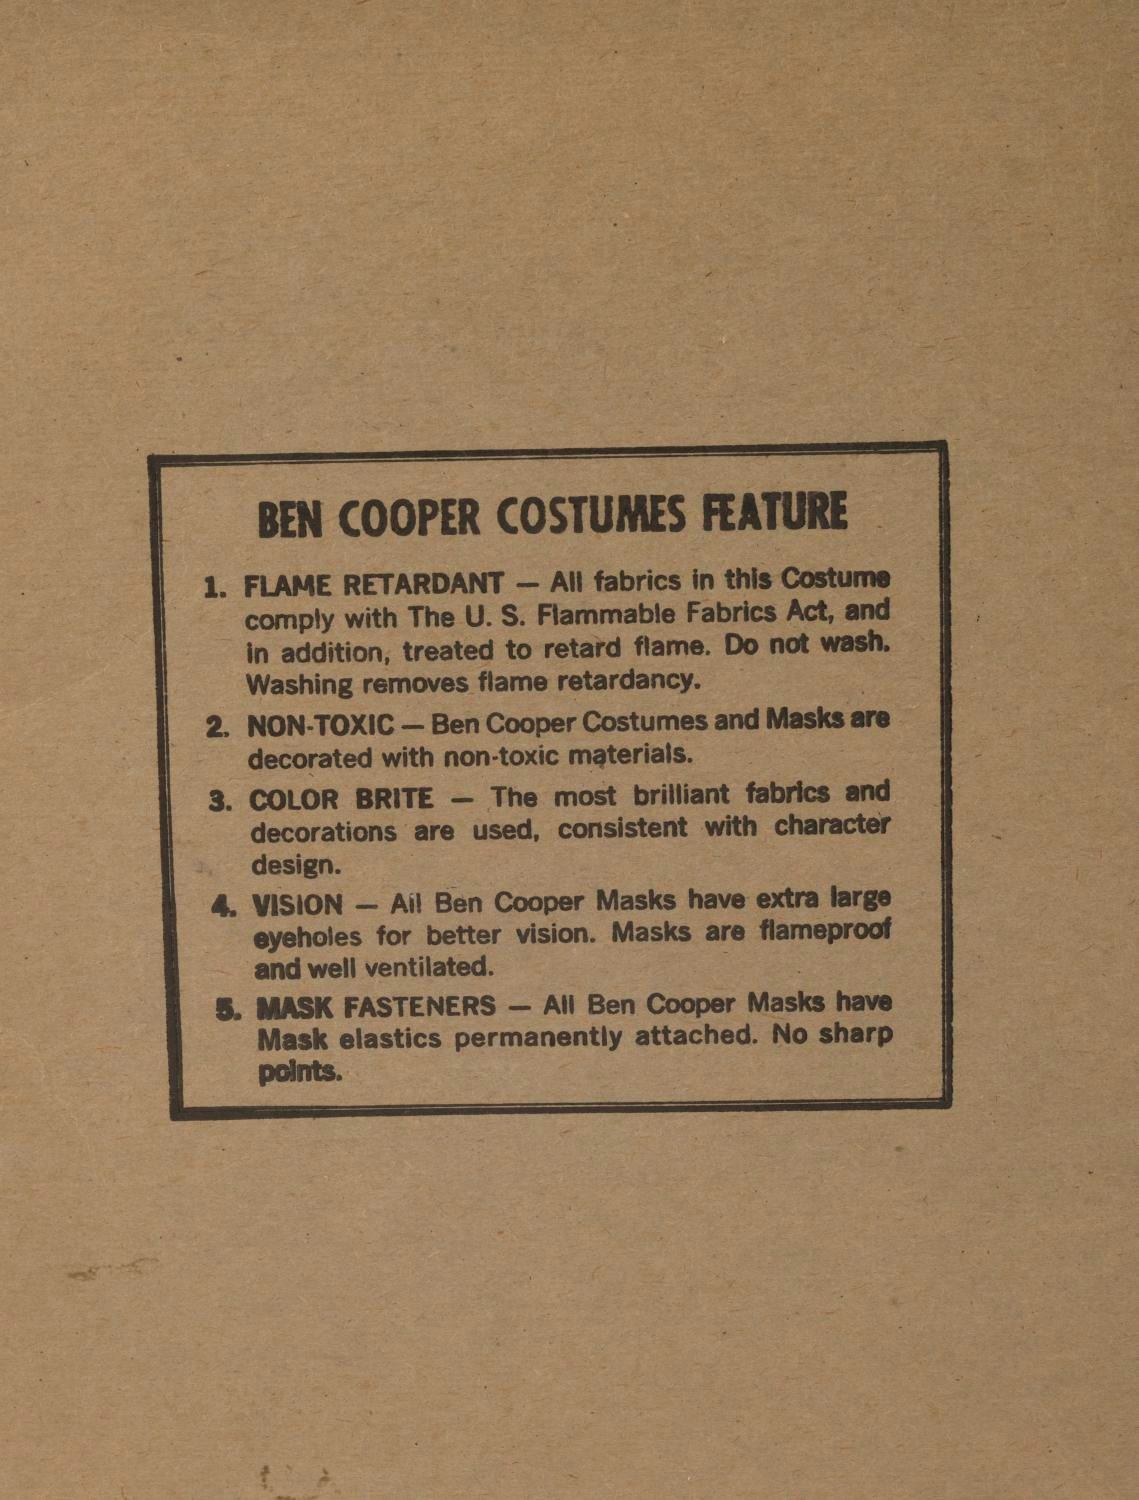 BEN COOPER COSTUMES FEATURE
1. FLAME RETARDANT — All fabrics in this Costume
comply with The U. S. Flammable Fabrics Act, and
in addition, treated to retard flame. Do not wash.
Washing removes flame retardancy.
2. NON-TOXIC — Ben Cooper Costumes and Masks are
decorated with non-toxic materials.
3. COLOR BRITE — The most brilliant fabrics and
decorations are used, consistent with character
design.
4. VISION — All Ben Cooper Masks have extra large
eyeholes for better vision. Masks are flameproof
and well ventilated.
5. MASK FASTENERS — All Ben Cooper Masks have
Mask elastics permanently attached. No sharp
points.